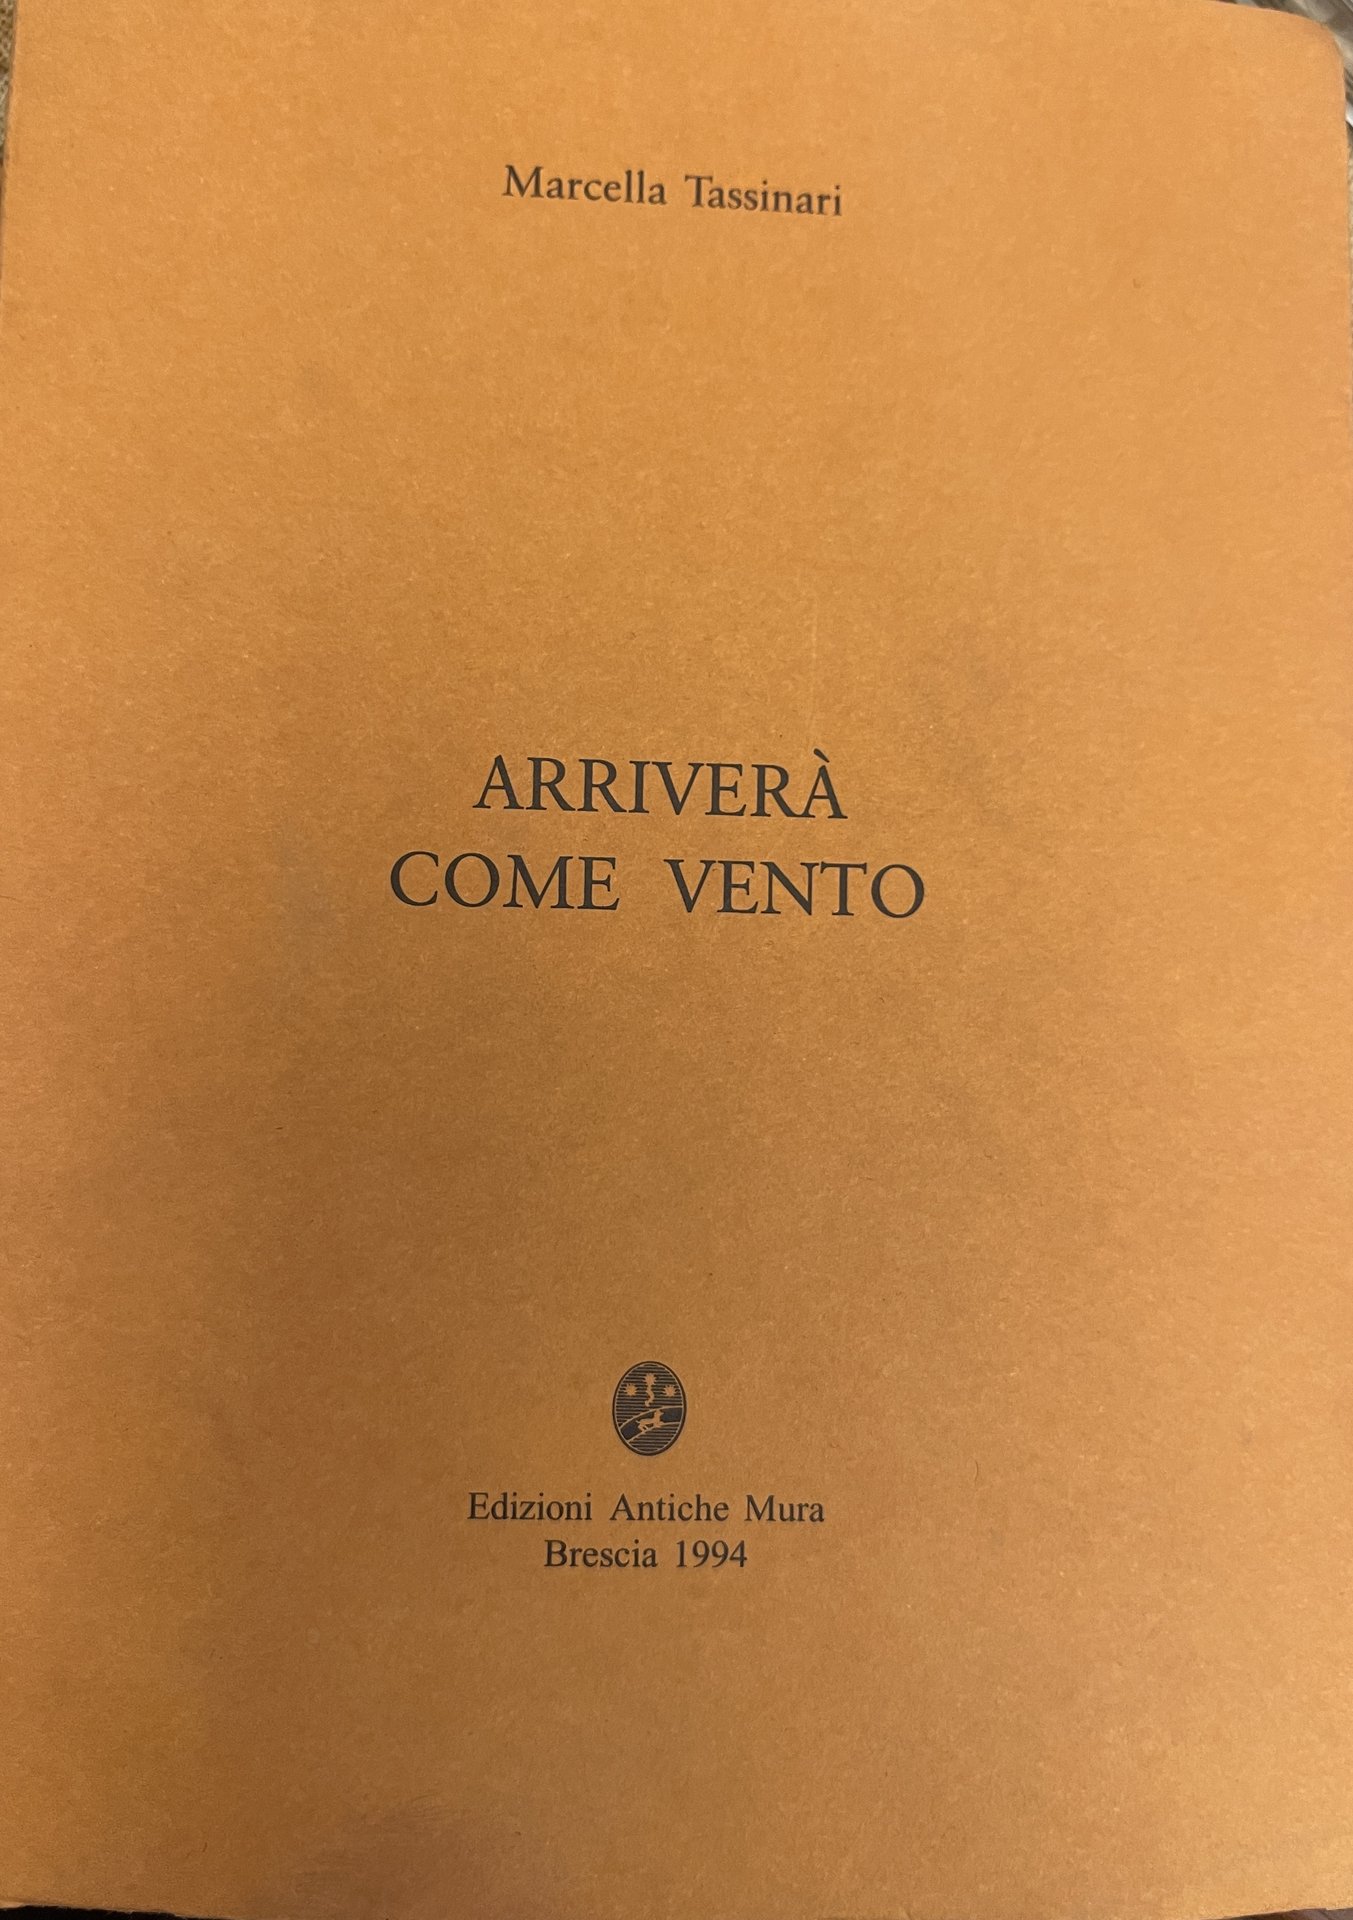 Marcella Tassinari
ARRIVERÀ
COME VENTO
Edizioni Antiche Mura
Brescia 1994